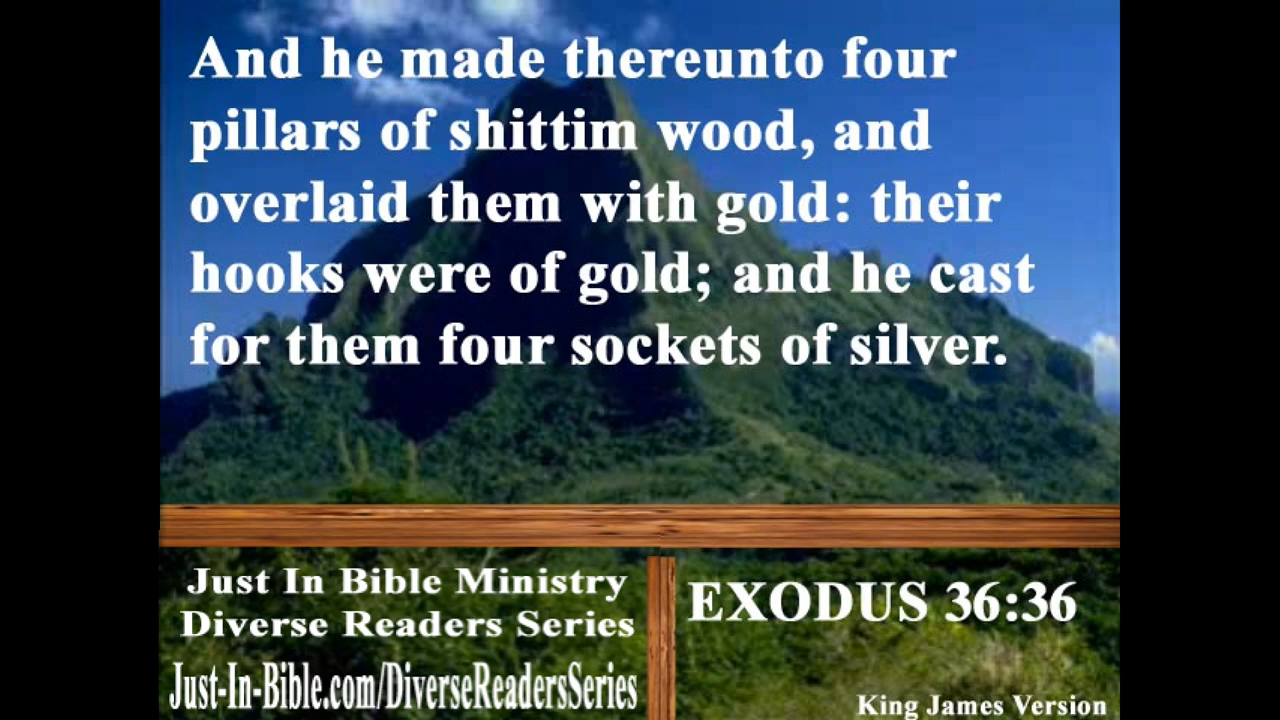 And he made thereunto four
pillars of shittim wood, and
overlaid them with gold: their
hooks were of gold; and he cast
for them four sockets of silver.
Just In Bible Ministry
Diverse Readers Series
Just-In-Bible.com/DiverseReadersSeries
EXODUS 36:36
King James Version